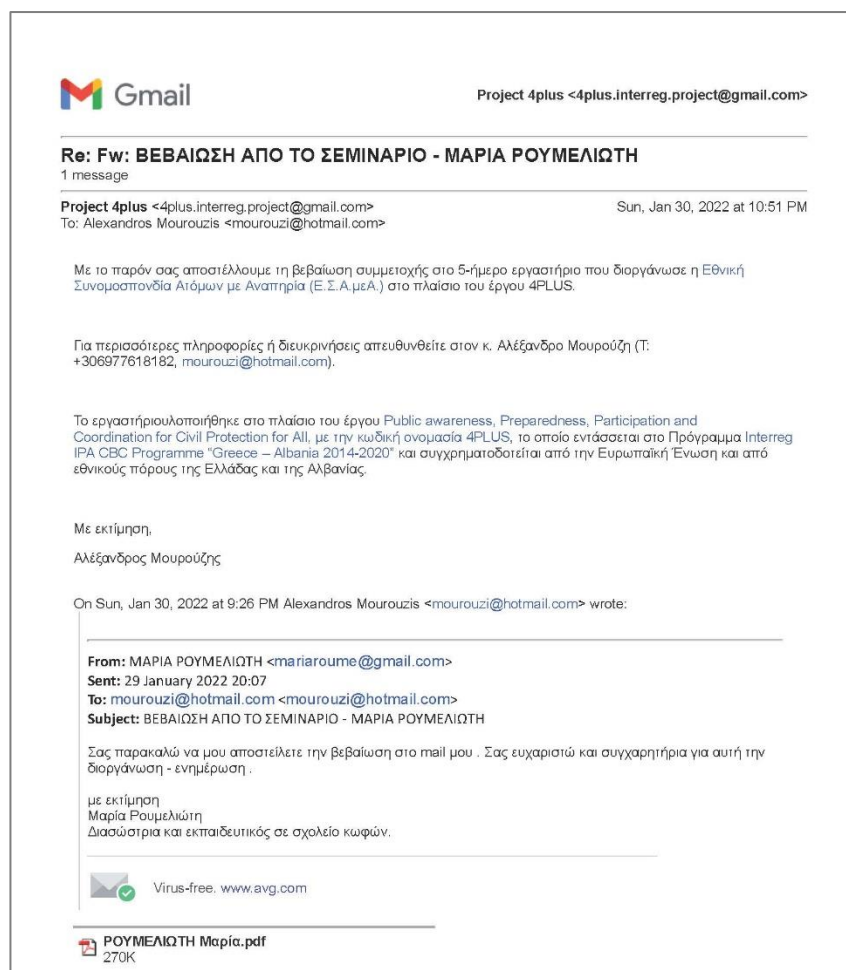 Gmail
Project 4plus <4plus.interreg.project@gmail.com>
Re: Fw: ΒΕΒΑΙΩΣΗ ΑΠΟ ΤΟ ΣΕΜΙΝΑΡΙΟ - ΜΑΡΙΑ ΡΟΥΜΕΛΙΩΤΗ
1 message
Project 4plus <4plus.interreg.project@gmail.com>
Sun, Jan 30, 2022 at 10:51 PM
To: Alexandros Mourouzis <mourouzi@hotmail.com>
Με το παρόν σας αποστέλλουμε τη βεβαίωση συμμετοχής στο 5-ήμερο εργαστήριο που διοργάνωσε η Εθνική
Συνομοσπονδία Ατόμων με Αναπηρία (Ε.Σ.Α.μεΑ.) στο πλαίσιο του έργου 4PLUS.
Για περισσότερες πληροφορίες ή διευκρινήσεις απευθυνθείτε στον κ. Αλέξανδρο Μουρούζη (Τ:
+306977618182, mourouzi@hotmail.com).
Το εργαστήριουλοποιήθηκε στο πλαίσιο του έργου Public awareness, Preparedness, Participation and
Coordination for Civil Protection for All, με την κωδική ονομασία 4PLUS, το οποίο εντάσσεται στο Πρόγραμμα Interreg
IPA CBC Programme "Greece – Albania 2014-2020" και συγχρηματοδοτείται από την Ευρωπαϊκή Ένωση και από
εθνικούς πόρους της Ελλάδας και της Αλβανίας.
Με εκτίμηση,
Αλέξανδρος Μουρούζης
On Sun, Jan 30, 2022 at 9:26 PM Alexandros Mourouzis <mourouzi@hotmail.com> wrote:
From: ΜΑΡΙΑ ΡΟΥΜΕΛΙΩΤΗ <mariaroume@gmail.com>
Sent: 29 January 2022 20:07
To: mourouzi@hotmail.com <mourouzi@hotmail.com>
Subject: ΒΕΒΑΙΩΣΗ ΑΠΟ ΤΟ ΣΕΜΙΝΑΡΙΟ - ΜΑΡΙΑ ΡΟΥΜΕΛΙΩΤΗ
Σας παρακαλώ να μου αποστείλετε την βεβαίωση στο mail μου . Σας ευχαριστώ και συγχαρητήρια για αυτή την
διοργάνωση - ενημέρωση .
με εκτίμηση
Μαρία Ρουμελιώτη
Διασώστρια και εκπαιδευτικός σε σχολείο κωφών.
Virus-free. www.avg.com
ΡΟΥΜΕΛΙΩΤΗ Μαρία.pdf
270K